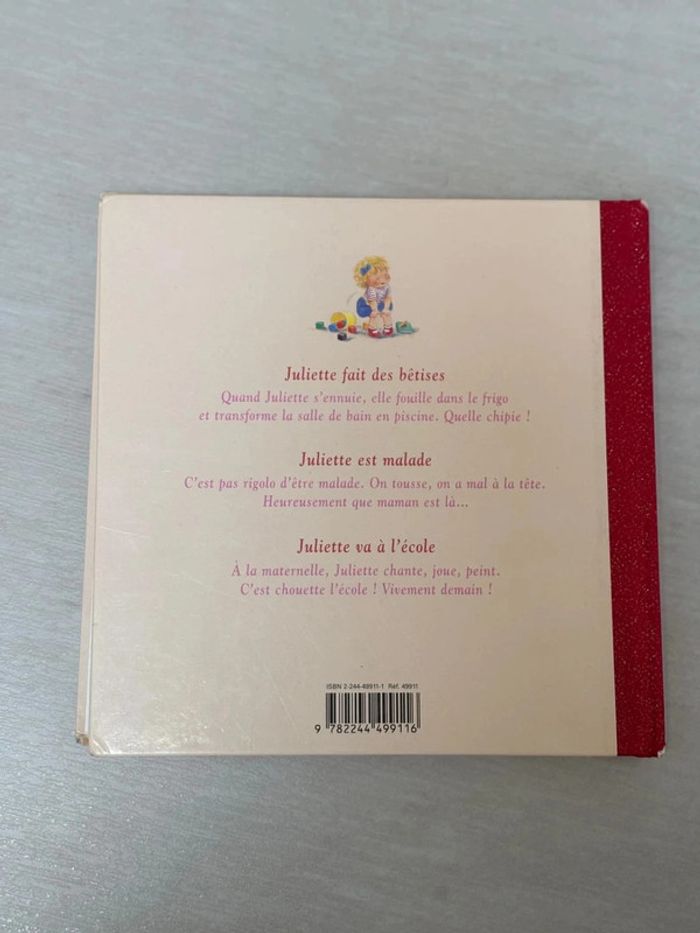 Juliette fait des bêtises
Quand Juliette s'ennuie, elle fouille dans le frigo
et transforme la salle de bain en piscine. Quelle chipie !
Juliette est malade
C'est pas rigolo d'être malade. On tousse, on a mal à la tête.
Heureusement que maman est là...
Juliette va à l'école
À la maternelle, Juliette chante, joue, peint.
C'est chouette l'école ! Vivement demain !
ISBN 2-244-49911-1 Réf. 49911
9 782244 499116